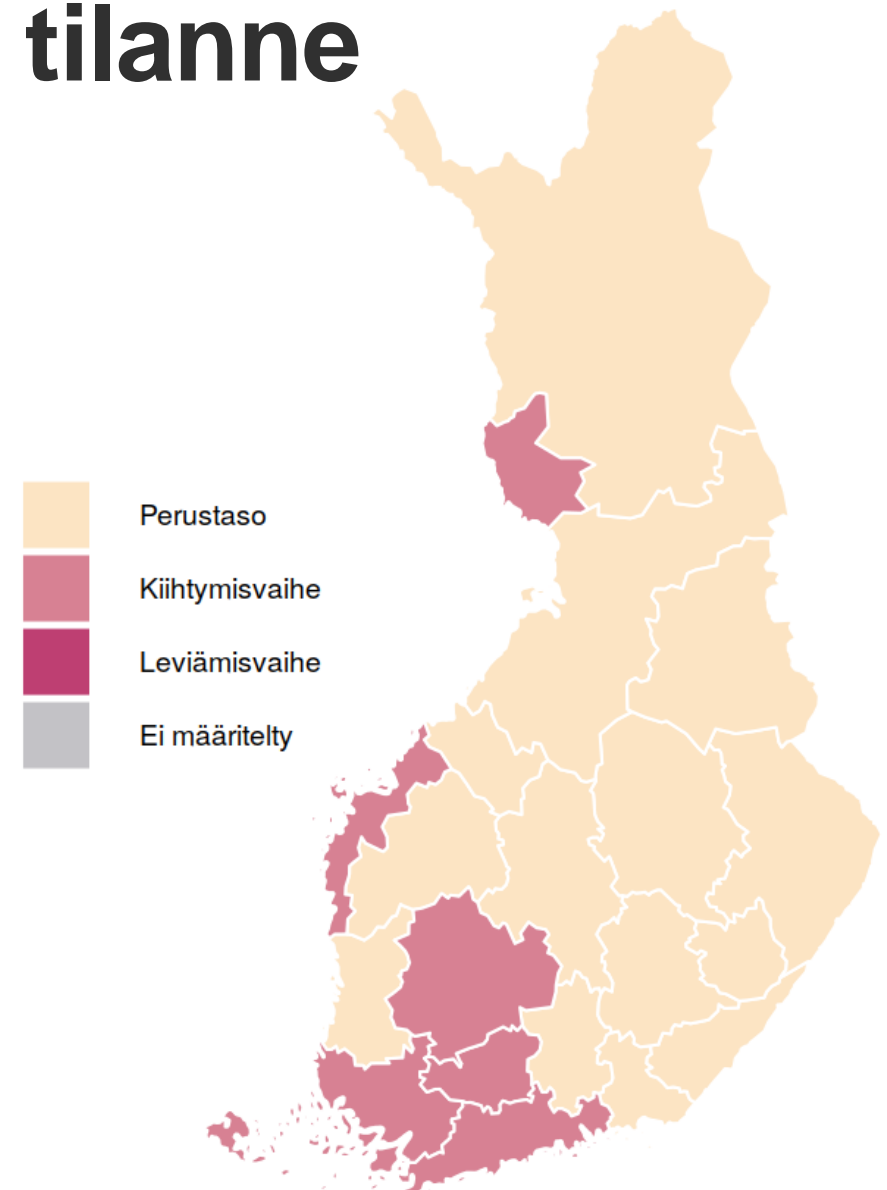 tilanne
Perustaso
Kiihtymisvaihe
Leviämisvaihe
Ei määritelty